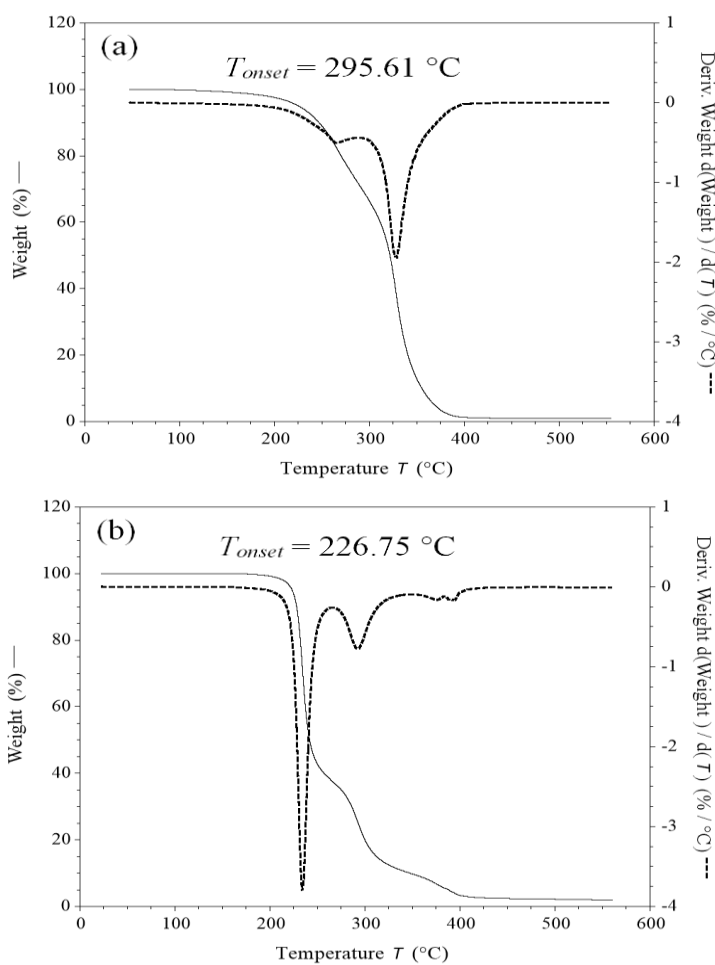 (a)
Tonset = 295.61 °C
120
100
80
60
40
20
0
Weight (%) —
1
0
-1
-2
-3
-4
Deriv. Weight d(Weight ) / d(T) (% / °C) ---
0 100 200 300 400 500 600
Temperature T (°C)
(b)
Tonset = 226.75 °C
120
100
80
60
40
20
0
Weight (%) —
1
0
-1
-2
-3
-4
Deriv. Weight d(Weight ) / d(T) (% / °C) ---
0 100 200 300 400 500 600
Temperature T (°C)